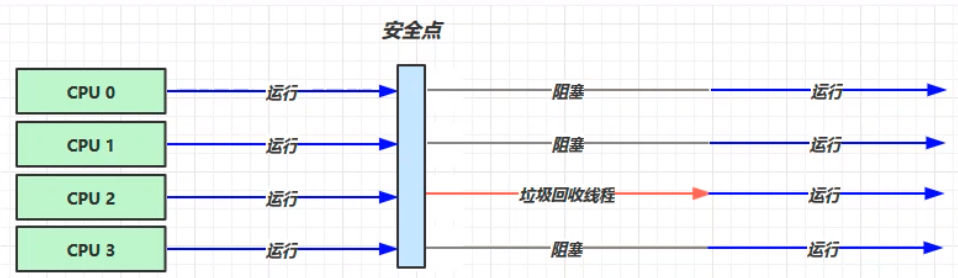 安全点
CPU 0 运行 阻塞 运行
CPU 1 运行 阻塞 运行
CPU 2 运行 垃圾回收线程 运行
CPU 3 运行 阻塞 运行